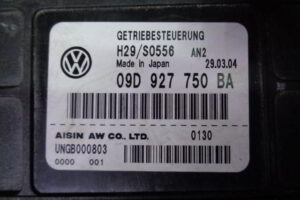 GETRIEBESTEUERUNG
H29/S0556 AN2
Made In Japan 29.03.04
09D 927 750 BA
AISIN AW CO., LTD. 0130
UNGB000803
0000 001